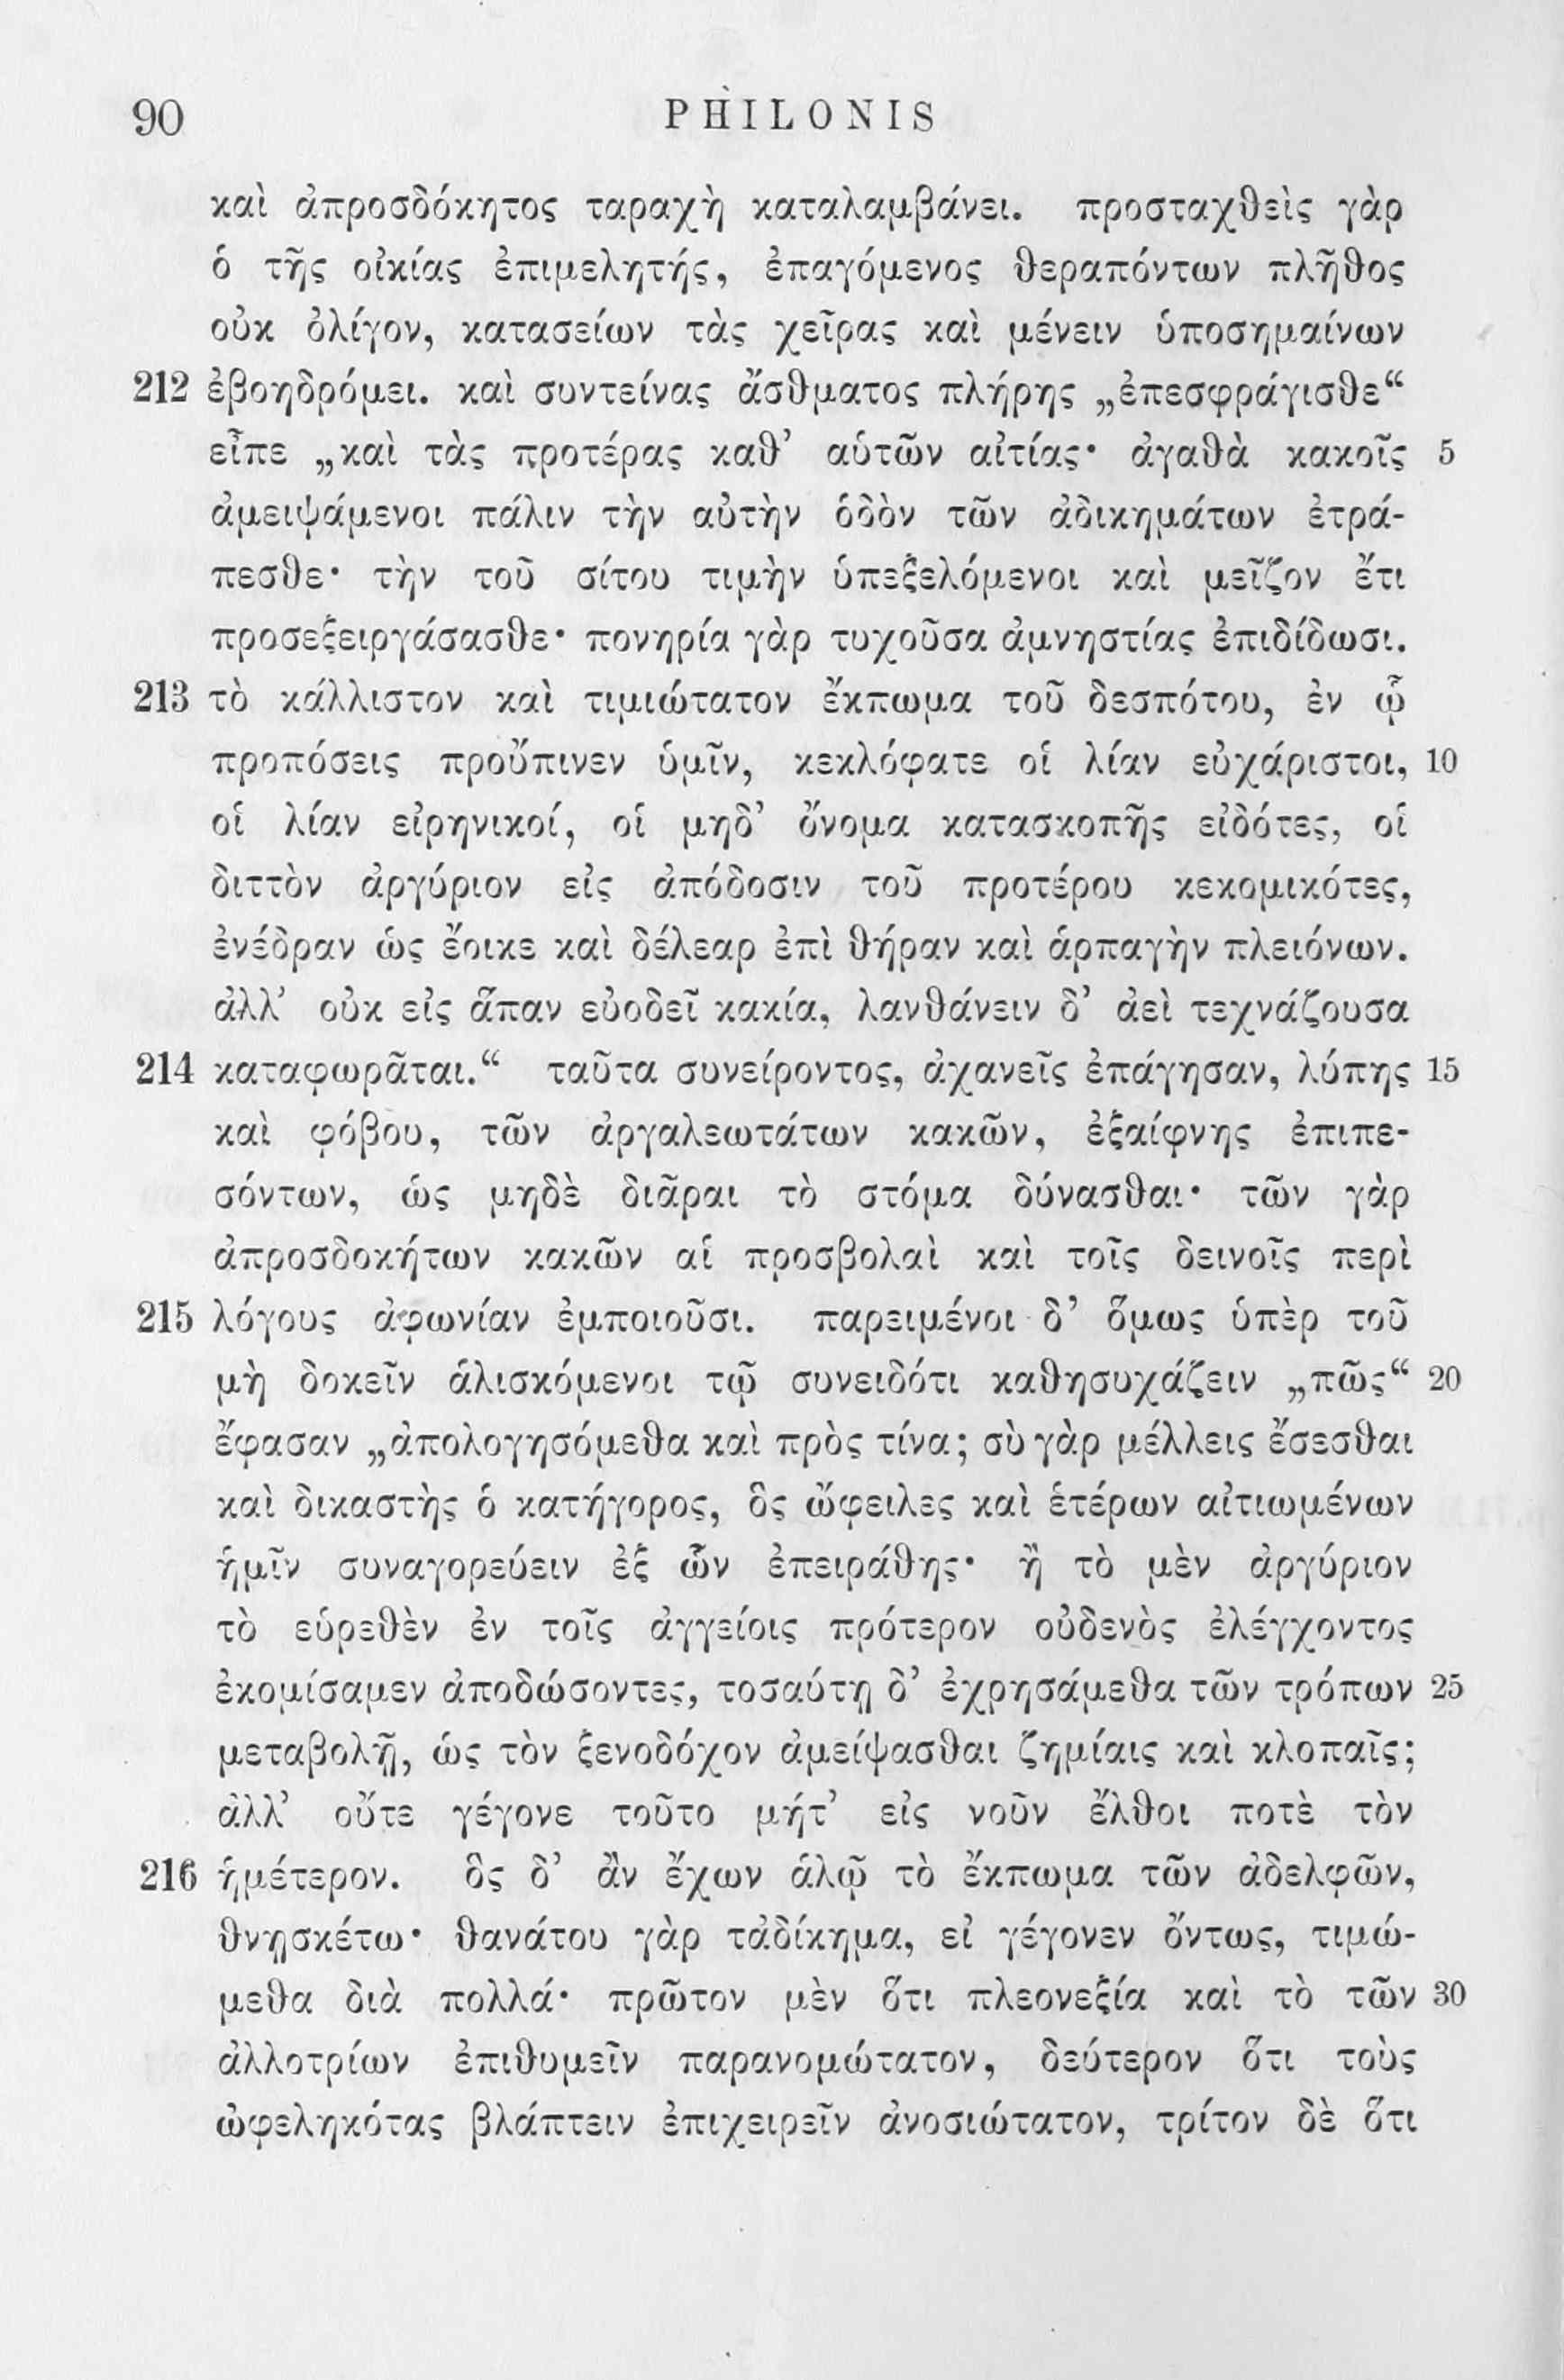 90 PHILONIS
καὶ ἀπροσδόκητος ταραχὴ καταλαμβάνει. προσταχθεὶς γὰρ
ὁ τῆς οἰκίας ἐπιμελητής, ἐπαγόμενος θεραπόντων πλῆθος
οὐκ ὀλίγον, κατασείων τὰς χεῖρας καὶ μένειν ὑποσημαίνων
212 ἐβοηδρόμει. καὶ συντείνας ἄσθματος πλήρης „ἐπεσφράγισθε“
εἶπε „καὶ τὰς προτέρας καθ’ αὑτῶν αἰτίας· ἀγαθὰ κακοῖς 5
ἀμειψάμενοι πάλιν τὴν αὐτὴν ὁδὸν τῶν ἀδικημάτων ἐτρά-
πεσθε· τὴν τοῦ σίτου τιμὴν ὑπεξελόμενοι καὶ μεῖζον ἔτι
προσεξειργάσασθε· πονηρία γὰρ τυχοῦσα ἀμνηστίας ἐπιδίδωσι.
213 τὸ κάλλιστον καὶ τιμιώτατον ἔκπωμα τοῦ δεσπότου, ἐν ᾧ
προπόσεις προὔπινεν ὑμῖν, κεκλόφατε οἱ λίαν εὐχάριστοι, 10
οἱ λίαν εἰρηνικοί, οἱ μηδ’ ὄνομα κατασκοπῆς εἰδότες, οἱ
διττὸν ἀργύριον εἰς ἀπόδοσιν τοῦ προτέρου κεκομικότες,
ἐνέδραν ὡς ἔοικε καὶ δέλεαρ ἐπὶ θήραν καὶ ἁρπαγὴν πλειόνων.
ἀλλ’ οὐκ εἰς ἅπαν εὐοδεῖ κακία, λανθάνειν δ’ ἀεὶ τεχνάζουσα
214 καταφωρᾶται.“ ταῦτα συνείροντος, ἀχανεῖς ἐπάγησαν, λύπης 15
καὶ φόβου, τῶν ἀργαλεωτάτων κακῶν, ἐξαίφνης ἐπιπε-
σόντων, ὡς μηδὲ διᾶραι τὸ στόμα δύνασθαι· τῶν γὰρ
ἀπροσδοκήτων κακῶν αἱ προσβολαὶ καὶ τοῖς δεινοῖς περὶ
215 λόγους ἀφωνίαν ἐμποιοῦσι. παρειμένοι δ’ ὅμως ὑπὲρ τοῦ
μὴ δοκεῖν ἁλισκόμενοι τῷ συνειδότι καθησυχάζειν „πῶς“ 20
ἔφασαν „ἀπολογησόμεθα καὶ πρὸς τίνα; σὺ γὰρ μέλλεις ἔσεσθαι
καὶ δικαστὴς ὁ κατήγορος, ὃς ὤφειλες καὶ ἑτέρων αἰτιωμένων
ἡμῖν συναγορεύειν ἐξ ὧν ἐπειράθης· ἢ τὸ μὲν ἀργύριον
τὸ εὑρεθὲν ἐν τοῖς ἀγγείοις πρότερον οὐδενὸς ἐλέγχοντος
ἐκομίσαμεν ἀποδώσοντες, τοσαύτῃ δ’ ἐχρησάμεθα τῶν τρόπων 25
μεταβολῇ, ὡς τὸν ξενοδόχον ἀμείψασθαι ζημίαις καὶ κλοπαῖς;
ἀλλ’ οὔτε γέγονε τοῦτο μήτ’ εἰς νοῦν ἔλθοι ποτὲ τὸν
216 ἡμέτερον. ὃς δ’ ἂν ἔχων ἁλῷ τὸ ἔκπωμα τῶν ἀδελφῶν,
θνῃσκέτω· θανάτου γὰρ τἀδίκημα, εἰ γέγονεν ὄντως, τιμώ-
μεθα διὰ πολλά· πρῶτον μὲν ὅτι πλεονεξία καὶ τὸ τῶν 30
ἀλλοτρίων ἐπιθυμεῖν παρανομώτατον, δεύτερον ὅτι τοὺς
ὠφεληκότας βλάπτειν ἐπιχειρεῖν ἀνοσιώτατον, τρίτον δὲ ὅτι